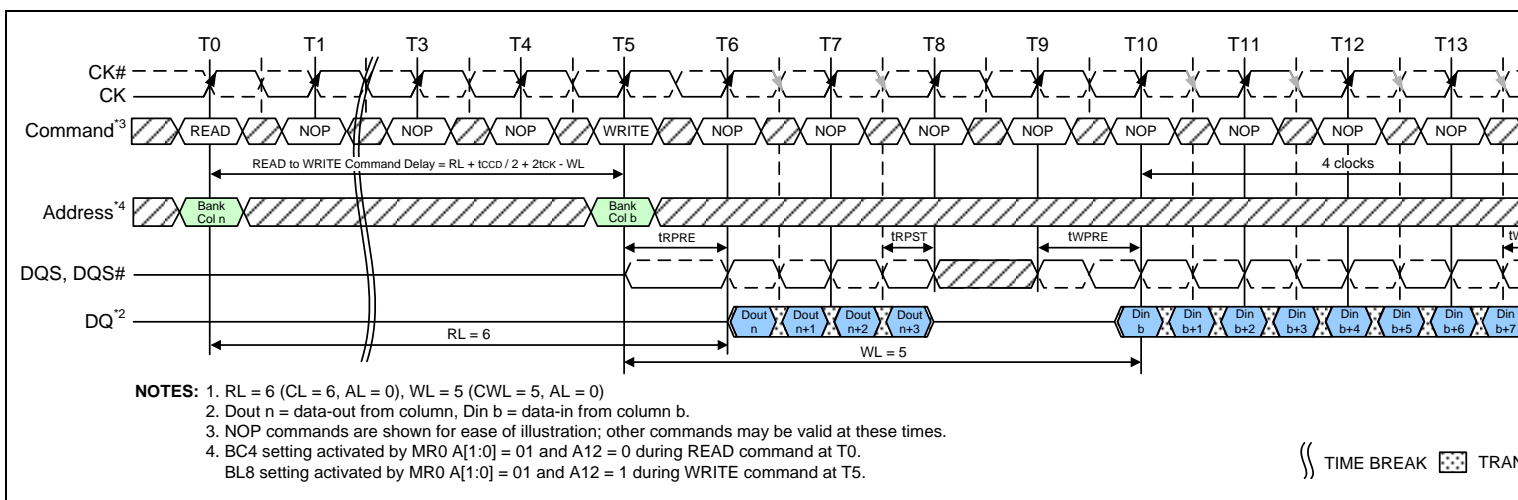 T0 T1 T3 T4 T5 T6 T7 T8 T9 T10 T11 T12 T13
CK#
CK
Command*3 READ NOP NOP NOP WRITE NOP NOP NOP NOP NOP NOP NOP NOP
READ to WRITE Command Delay = RL + tCCD / 2 + 2tCK - WL
4 clocks
Address*4
Bank
Col n
Bank
Col b
tRPRE tRPST tWPRE
DQS, DQS#
DQ*2
Dout
n
Dout
n+1
Dout
n+2
Dout
n+3
Din
b
Din
b+1
Din
b+2
Din
b+3
Din
b+4
Din
b+5
Din
b+6
Din
b+7
RL = 6
WL = 5
NOTES: 1. RL = 6 (CL = 6, AL = 0), WL = 5 (CWL = 5, AL = 0)
2. Dout n = data-out from column, Din b = data-in from column b.
3. NOP commands are shown for ease of illustration; other commands may be valid at these times.
4. BC4 setting activated by MR0 A[1:0] = 01 and A12 = 0 during READ command at T0.
BL8 setting activated by MR0 A[1:0] = 01 and A12 = 1 during WRITE command at T5.
TIME BREAK TRAN